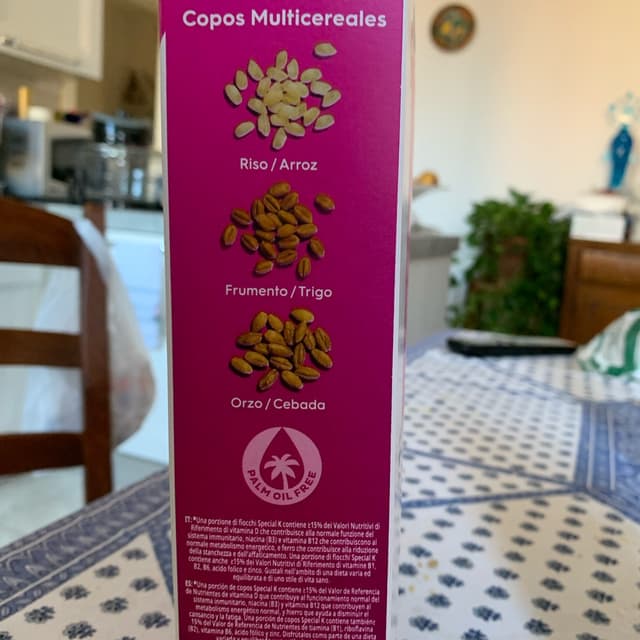 Copos Multicereales
Riso / Arroz
Frumento / Trigo
Orzo / Cebada
PALM OIL FREE
IT: *Una porzione di fiocchi Special K contiene ≥15% dei Valori Nutritivi di
Riferimento di vitamina D che contribuisce alla normale funzione del
sistema immunitario, niacina (B3) e vitamina B12 che contribuiscono al
normale metabolismo energetico, e ferro che contribuisce alla riduzione
della stanchezza e dell'affaticamento. Una porzione di fiocchi Special K
contiene anche ≥15% dei Valori Nutritivi di Riferimento di vitamina B1,
B2, B6, acido folico e zinco. Gustali nell'ambito di una dieta varia ed
equilibrata e di uno stile di vita sano.
ES: *Una porción de copos Special K contiene ≥15% del Valor de Referencia
de Nutrientes de vitamina D que contribuye al funcionamiento normal del
sistema inmunitario, niacina (B3) y vitamina B12 que contribuyen al
metabolismo energético normal, y hierro que ayuda a disminuir el
cansancio y la fatiga. Una porción de copos Special K contiene también
15% del Valor de Referencia de Nutrientes de tiamina (B1), riboflavina
(B2), vitamina B6, ácido fólico y zinc. Disfrútalos como parte de una dieta